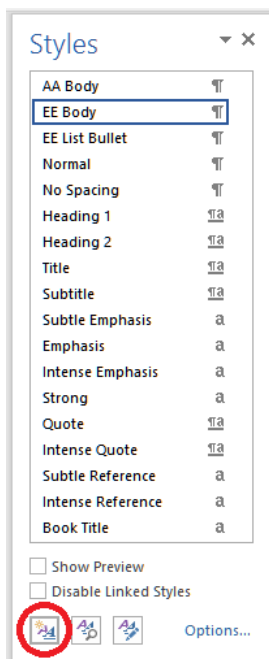 Styles
AA Body ¶
EE Body ¶
EE List Bullet ¶
Normal ¶
No Spacing ¶
Heading 1 ¶a
Heading 2 ¶a
Title ¶a
Subtitle ¶a
Subtle Emphasis a
Emphasis a
Intense Emphasis a
Strong a
Quote ¶a
Intense Quote ¶a
Subtle Reference a
Intense Reference a
Book Title a
Show Preview
Disable Linked Styles
Options...